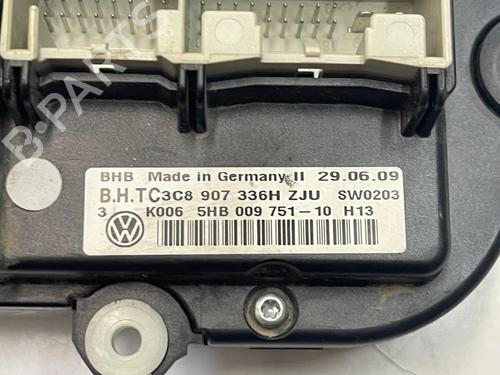 B-PARTS
BHB Made in Germany II 29.06.09
B.H.TC3C8 907 336H ZJU SW0203
3 K006 5HB 009 751-10 H13